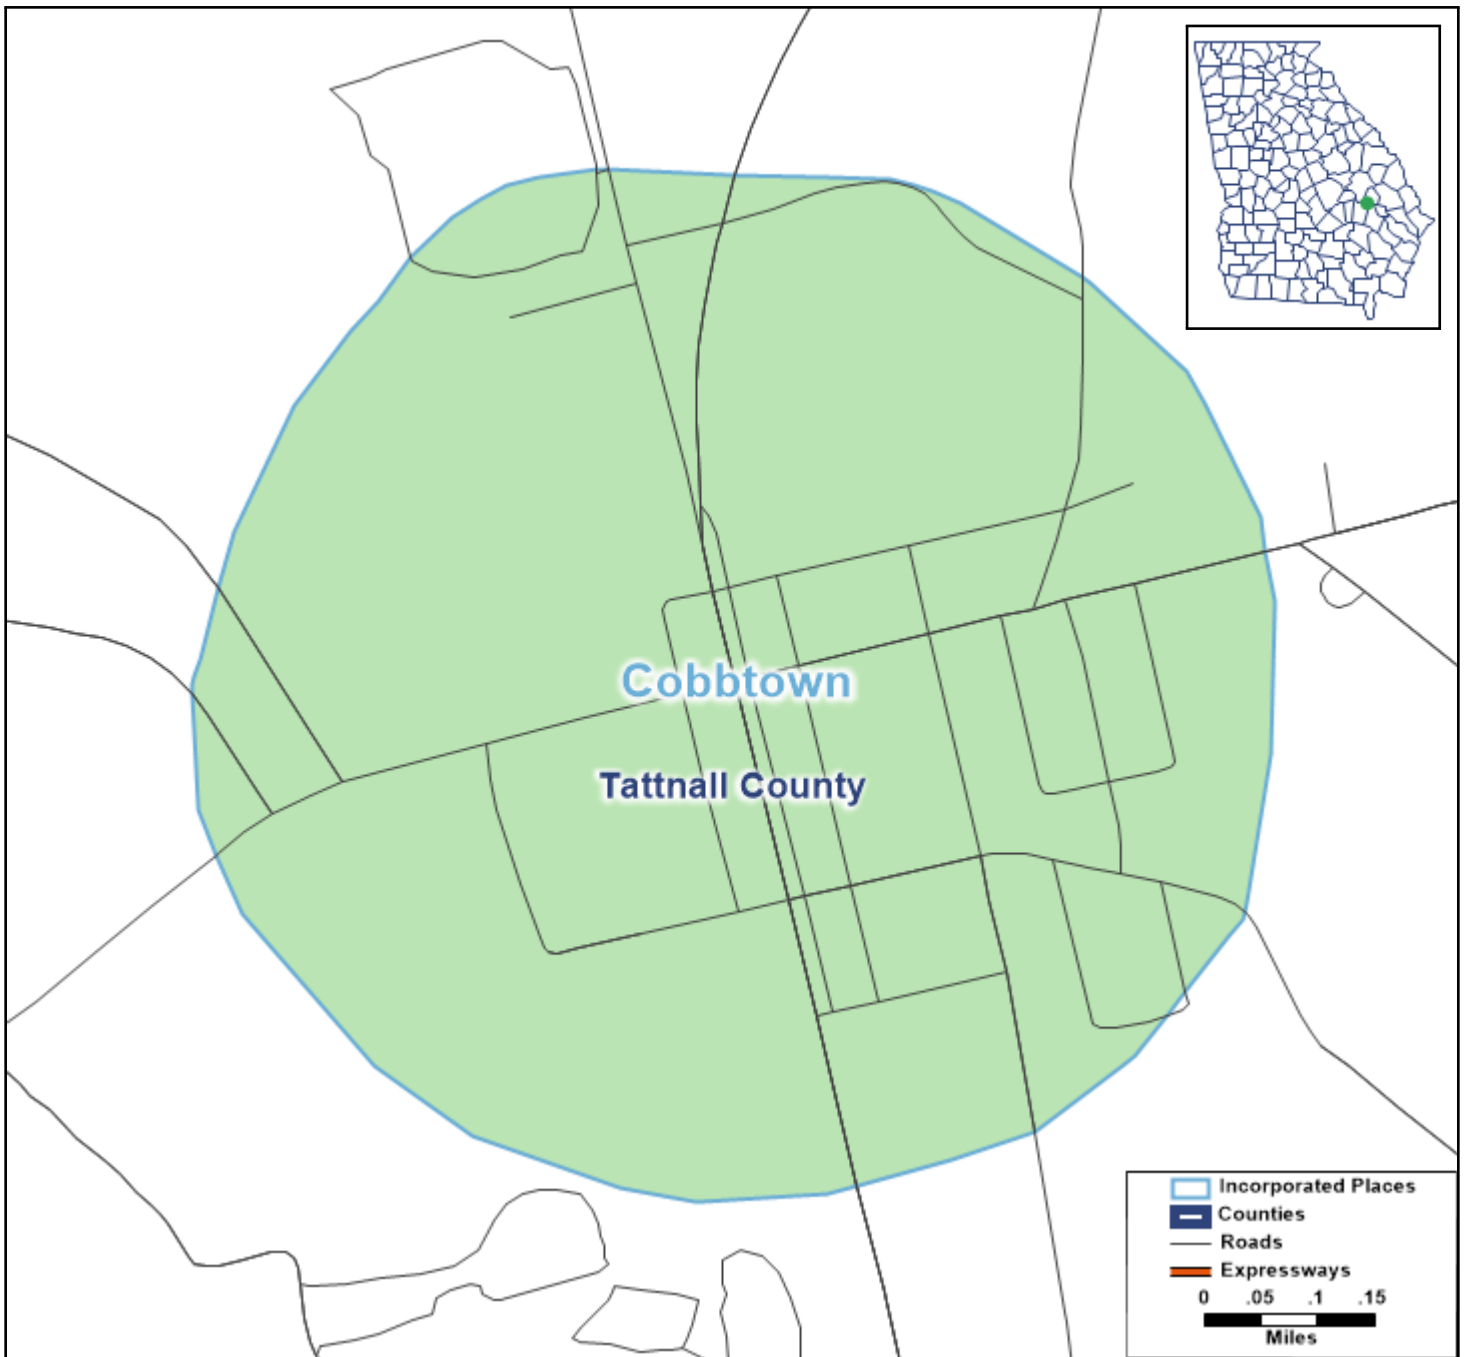 Cobbtown
Tattnall County
Incorporated Places
Counties
Roads
Expressways
0 .05 .1 .15
Miles